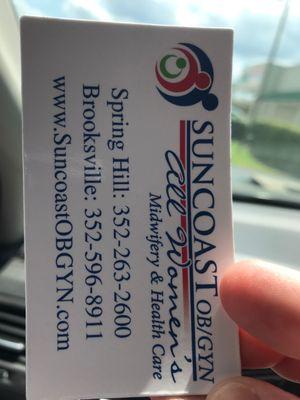 SUNCOAST OB/GYN
All Women's
Midwifery & Health Care
Spring Hill: 352-263-2600
Brooksville: 352-596-8911
www.SuncoastOBGYN.com